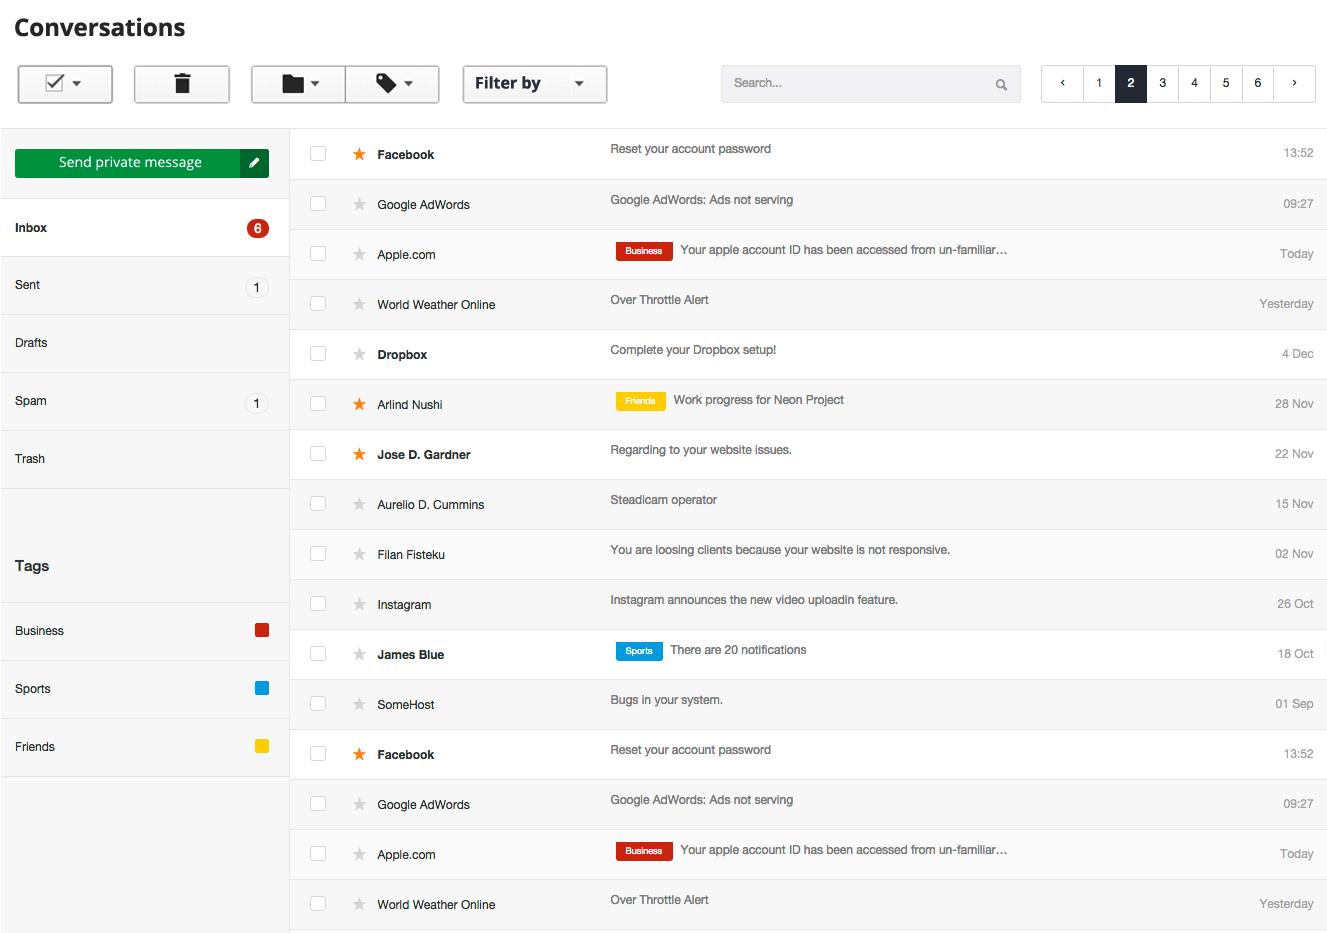 Conversations
Filter by
Search...
‹ 1 2 3 4 5 6 ›
Send private message
Inbox 6
Sent 1
Drafts
Spam 1
Trash
Tags
Business
Sports
Friends
Facebook Reset your account password 13:52
Google AdWords Google AdWords: Ads not serving 09:27
Apple.com Business Your apple account ID has been accessed from un-familiar... Today
World Weather Online Over Throttle Alert Yesterday
Dropbox Complete your Dropbox setup! 4 Dec
Arlind Nushi Friends Work progress for Neon Project 28 Nov
Jose D. Gardner Regarding to your website issues. 22 Nov
Aurelio D. Cummins Steadicam operator 15 Nov
Filan Fisteku You are loosing clients because your website is not responsive. 02 Nov
Instagram Instagram announces the new video uploadin feature. 26 Oct
James Blue Sports There are 20 notifications 18 Oct
SomeHost Bugs in your system. 01 Sep
Facebook Reset your account password 13:52
Google AdWords Google AdWords: Ads not serving 09:27
Apple.com Business Your apple account ID has been accessed from un-familiar... Today
World Weather Online Over Throttle Alert Yesterday